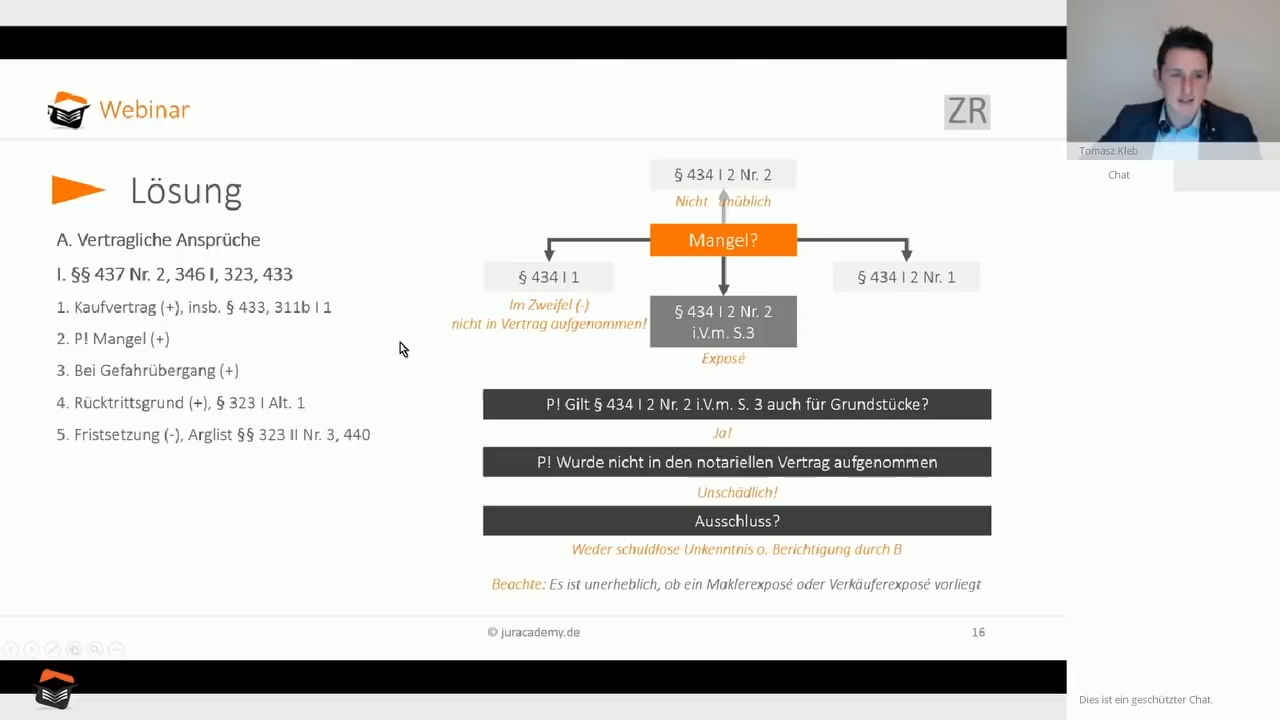 Webinar
ZR
Lösung
A. Vertragliche Ansprüche
I. §§ 437 Nr. 2, 346 I, 323, 433
1. Kaufvertrag (+), insb. § 433, 311b I 1
2. P! Mangel (+)
3. Bei Gefahrübergang (+)
4. Rücktrittsgrund (+), § 323 I Alt. 1
5. Fristsetzung (-), Arglist §§ 323 II Nr. 3, 440
§ 434 I 2 Nr. 2
Nicht unüblich
Mangel?
§ 434 I 1
Im Zweifel (-)
nicht in Vertrag aufgenommen!
§ 434 I 2 Nr. 2
i.V.m. S.3
Exposé
§ 434 I 2 Nr. 1
P! Gilt § 434 I 2 Nr. 2 i.V.m. S. 3 auch für Grundstücke?
Ja!
P! Wurde nicht in den notariellen Vertrag aufgenommen
Unschädlich!
Ausschluss?
Weder schuldlose Unkenntnis o. Berichtigung durch B
Beachte: Es ist unerheblich, ob ein Maklerexposé oder Verkäuferexposé vorliegt
© juracademy.de
16
Tomasz Kleb
Chat
Dies ist ein geschützter Chat.